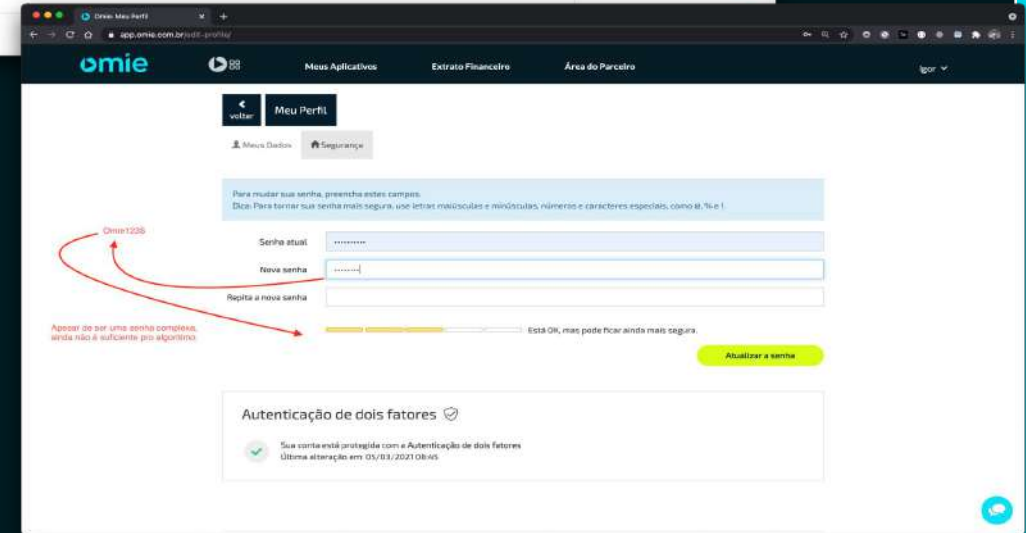 Omie: Meu Perfil
app.omie.com.br/edit-profile/
omie
Meus Aplicativos
Extrato Financeiro
Área do Parceiro
Igor
voltar
Meu Perfil
Meus Dados
Segurança
Para mudar sua senha, preencha estes campos.
Dica: Para tornar sua senha mais segura, use letras maiúsculas e minúsculas, números e caracteres especiais, como @, % e !.
Omie1236
Senha atual
Nova senha
Repita a nova senha
Apesar de ser uma senha complexa,
ainda não é suficiente pro algoritmo
Está OK, mas pode ficar ainda mais segura.
Atualizar a senha
Autenticação de dois fatores
Sua conta está protegida com a Autenticação de dois fatores
Última alteração em: 05/03/2021 08:45